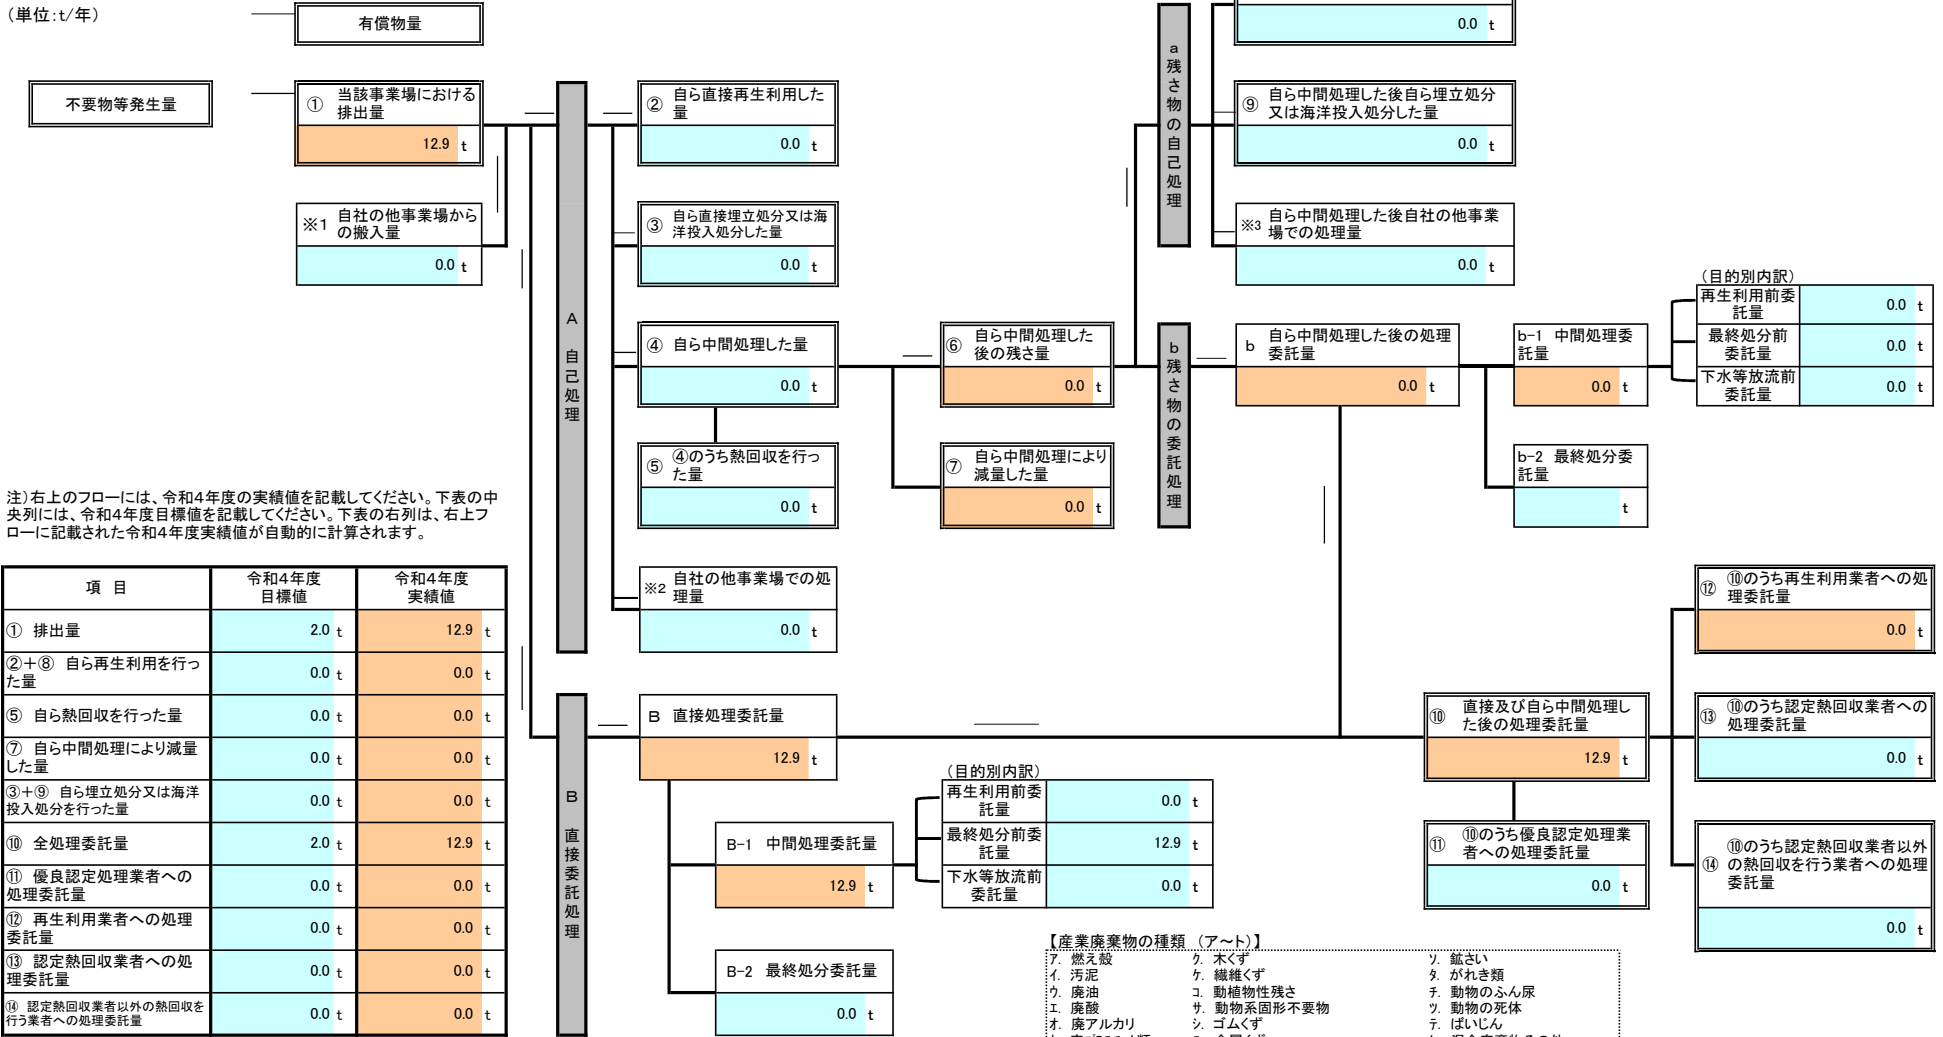 （単位:t/年）
有償物量
不要物等発生量
① 当該事業場における
排出量
12.9 t
※1 自社の他事業場から
の搬入量
0.0 t
A 自己処理
② 自ら直接再生利用した
量
0.0 t
③ 自ら直接埋立処分又は海
洋投入処分した量
0.0 t
④ 自ら中間処理した量
0.0 t
⑤ ④のうち熱回収を行っ
た量
0.0 t
※2 自社の他事業場での処
理量
0.0 t
⑥ 自ら中間処理した
後の残さ量
0.0 t
⑦ 自ら中間処理により
減量した量
0.0 t
a 残さ物の自己処理
0.0 t
⑨ 自ら中間処理した後自ら埋立処分
又は海洋投入処分した量
0.0 t
※3 自ら中間処理した後自社の他事業
場での処理量
0.0 t
b 残さ物の委託処理
b 自ら中間処理した後の処理
委託量
0.0 t
b-1 中間処理委
託量
0.0 t
（目的別内訳）
再生利用前委
託量
0.0 t
最終処分前
委託量
0.0 t
下水等放流前
委託量
0.0 t
b-2 最終処分委
託量
t
注）右上のフローには、令和4年度の実績値を記載してください。下表の中
央列には、令和4年度目標値を記載してください。下表の右列は、右上フ
ローに記載された令和4年度実績値が自動的に計算されます。
項 目
令和4年度
目標値
令和4年度
実績値
① 排出量 2.0 t 12.9 t
②+⑧ 自ら再生利用を行っ
た量
0.0 t 0.0 t
⑤ 自ら熱回収を行った量 0.0 t 0.0 t
⑦ 自ら中間処理により減量
した量
0.0 t 0.0 t
③+⑨ 自ら埋立処分又は海洋
投入処分を行った量
0.0 t 0.0 t
⑩ 全処理委託量 2.0 t 12.9 t
⑪ 優良認定処理業者への
処理委託量
0.0 t 0.0 t
⑫ 再生利用業者への処理
委託量
0.0 t 0.0 t
⑬ 認定熱回収業者への処
理委託量
0.0 t 0.0 t
⑭ 認定熱回収業者以外の熱回収を
行う業者への処理委託量
0.0 t 0.0 t
B 直接委託処理
B 直接処理委託量
12.9 t
B-1 中間処理委託量
12.9 t
（目的別内訳）
再生利用前委
託量
0.0 t
最終処分前委
託量
12.9 t
下水等放流前
委託量
0.0 t
B-2 最終処分委託量
0.0 t
⑩ 直接及び自ら中間処理し
た後の処理委託量
12.9 t
⑪ ⑩のうち優良認定処理業
者への処理委託量
0.0 t
⑫ ⑩のうち再生利用業者への処
理委託量
0.0 t
⑬ ⑩のうち認定熱回収業者への
処理委託量
0.0 t
⑭ ⑩のうち認定熱回収業者以外
の熱回収を行う業者への処理
委託量
0.0 t
【産業廃棄物の種類 （ア～ト）】
ア. 燃え殻 ク. 木くず ソ. 鉱さい
イ. 汚泥 ケ. 繊維くず タ. がれき類
ウ. 廃油 コ. 動植物性残さ チ. 動物のふん尿
エ. 廃酸 サ. 動物系固形不要物 ツ. 動物の死体
オ. 廃アルカリ シ. ゴムくず テ. ばいじん